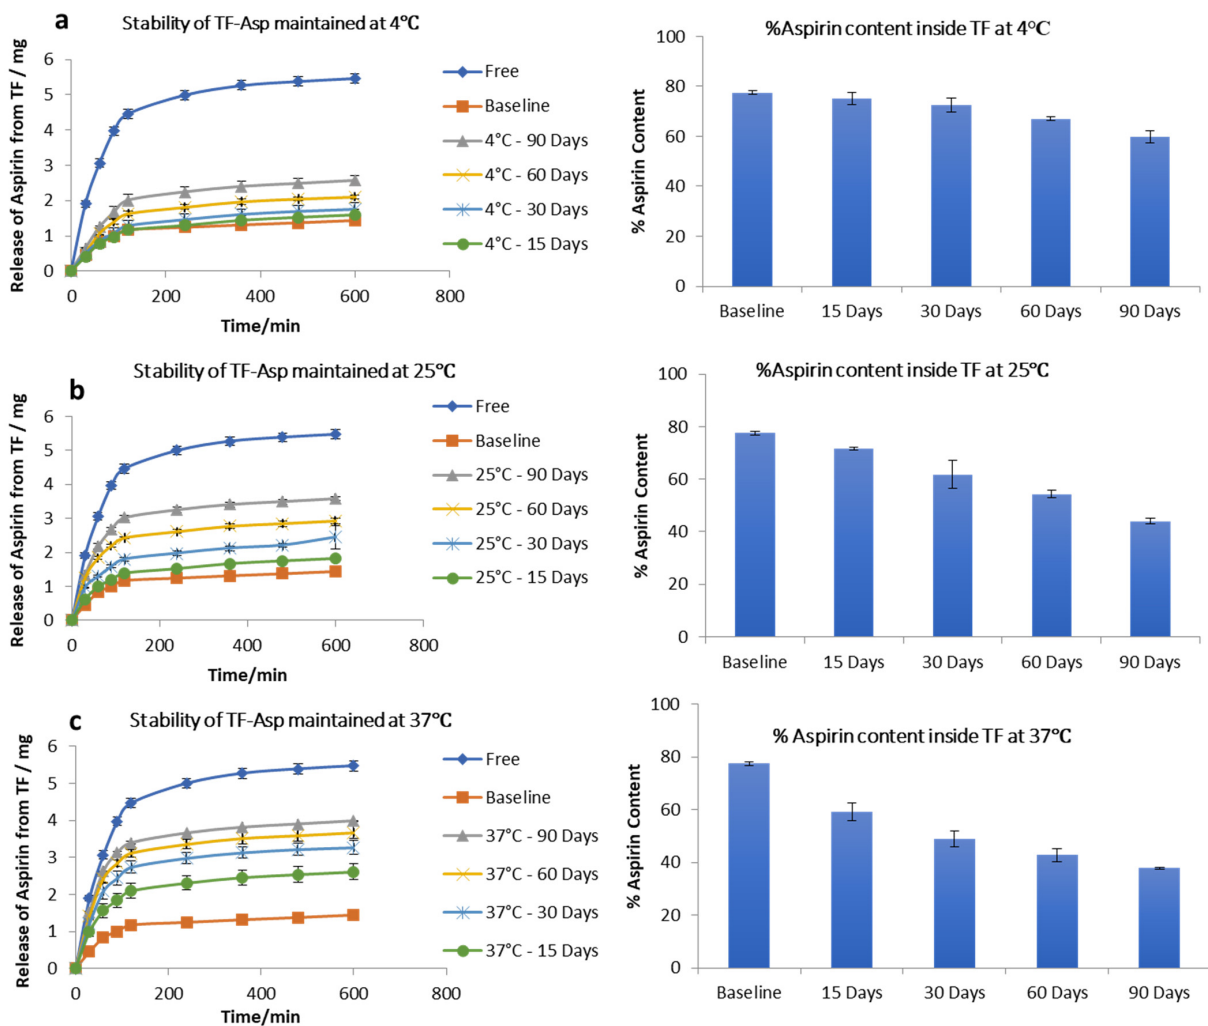 a
Stability of TF-Asp maintained at 4°C
Release of Aspirin from TF / mg
6
5
4
3
2
1
0
0 200 400 600 800
Time/min
Free
Baseline
4°C - 90 Days
4°C - 60 Days
4°C - 30 Days
4°C - 15 Days
%Aspirin content inside TF at 4°C
% Aspirin Content
100
80
60
40
20
0
Baseline 15 Days 30 Days 60 Days 90 Days
b
Stability of TF-Asp maintained at 25°C
Release of Aspirin from TF / mg
6
5
4
3
2
1
0
0 200 400 600 800
Time/min
Free
Baseline
25°C - 90 Days
25°C - 60 Days
25°C - 30 Days
25°C - 15 Days
%Aspirin content inside TF at 25°C
% Aspirin Content
100
80
60
40
20
0
Baseline 15 Days 30 Days 60 Days 90 Days
c
Stability of TF-Asp maintained at 37°C
Release of Aspirin from TF / mg
6
5
4
3
2
1
0
0 200 400 600 800
Time/min
Free
Baseline
37°C - 90 Days
37°C - 60 Days
37°C - 30 Days
37°C - 15 Days
% Aspirin content inside TF at 37°C
% Aspirin Content
100
80
60
40
20
0
Baseline 15 Days 30 Days 60 Days 90 Days